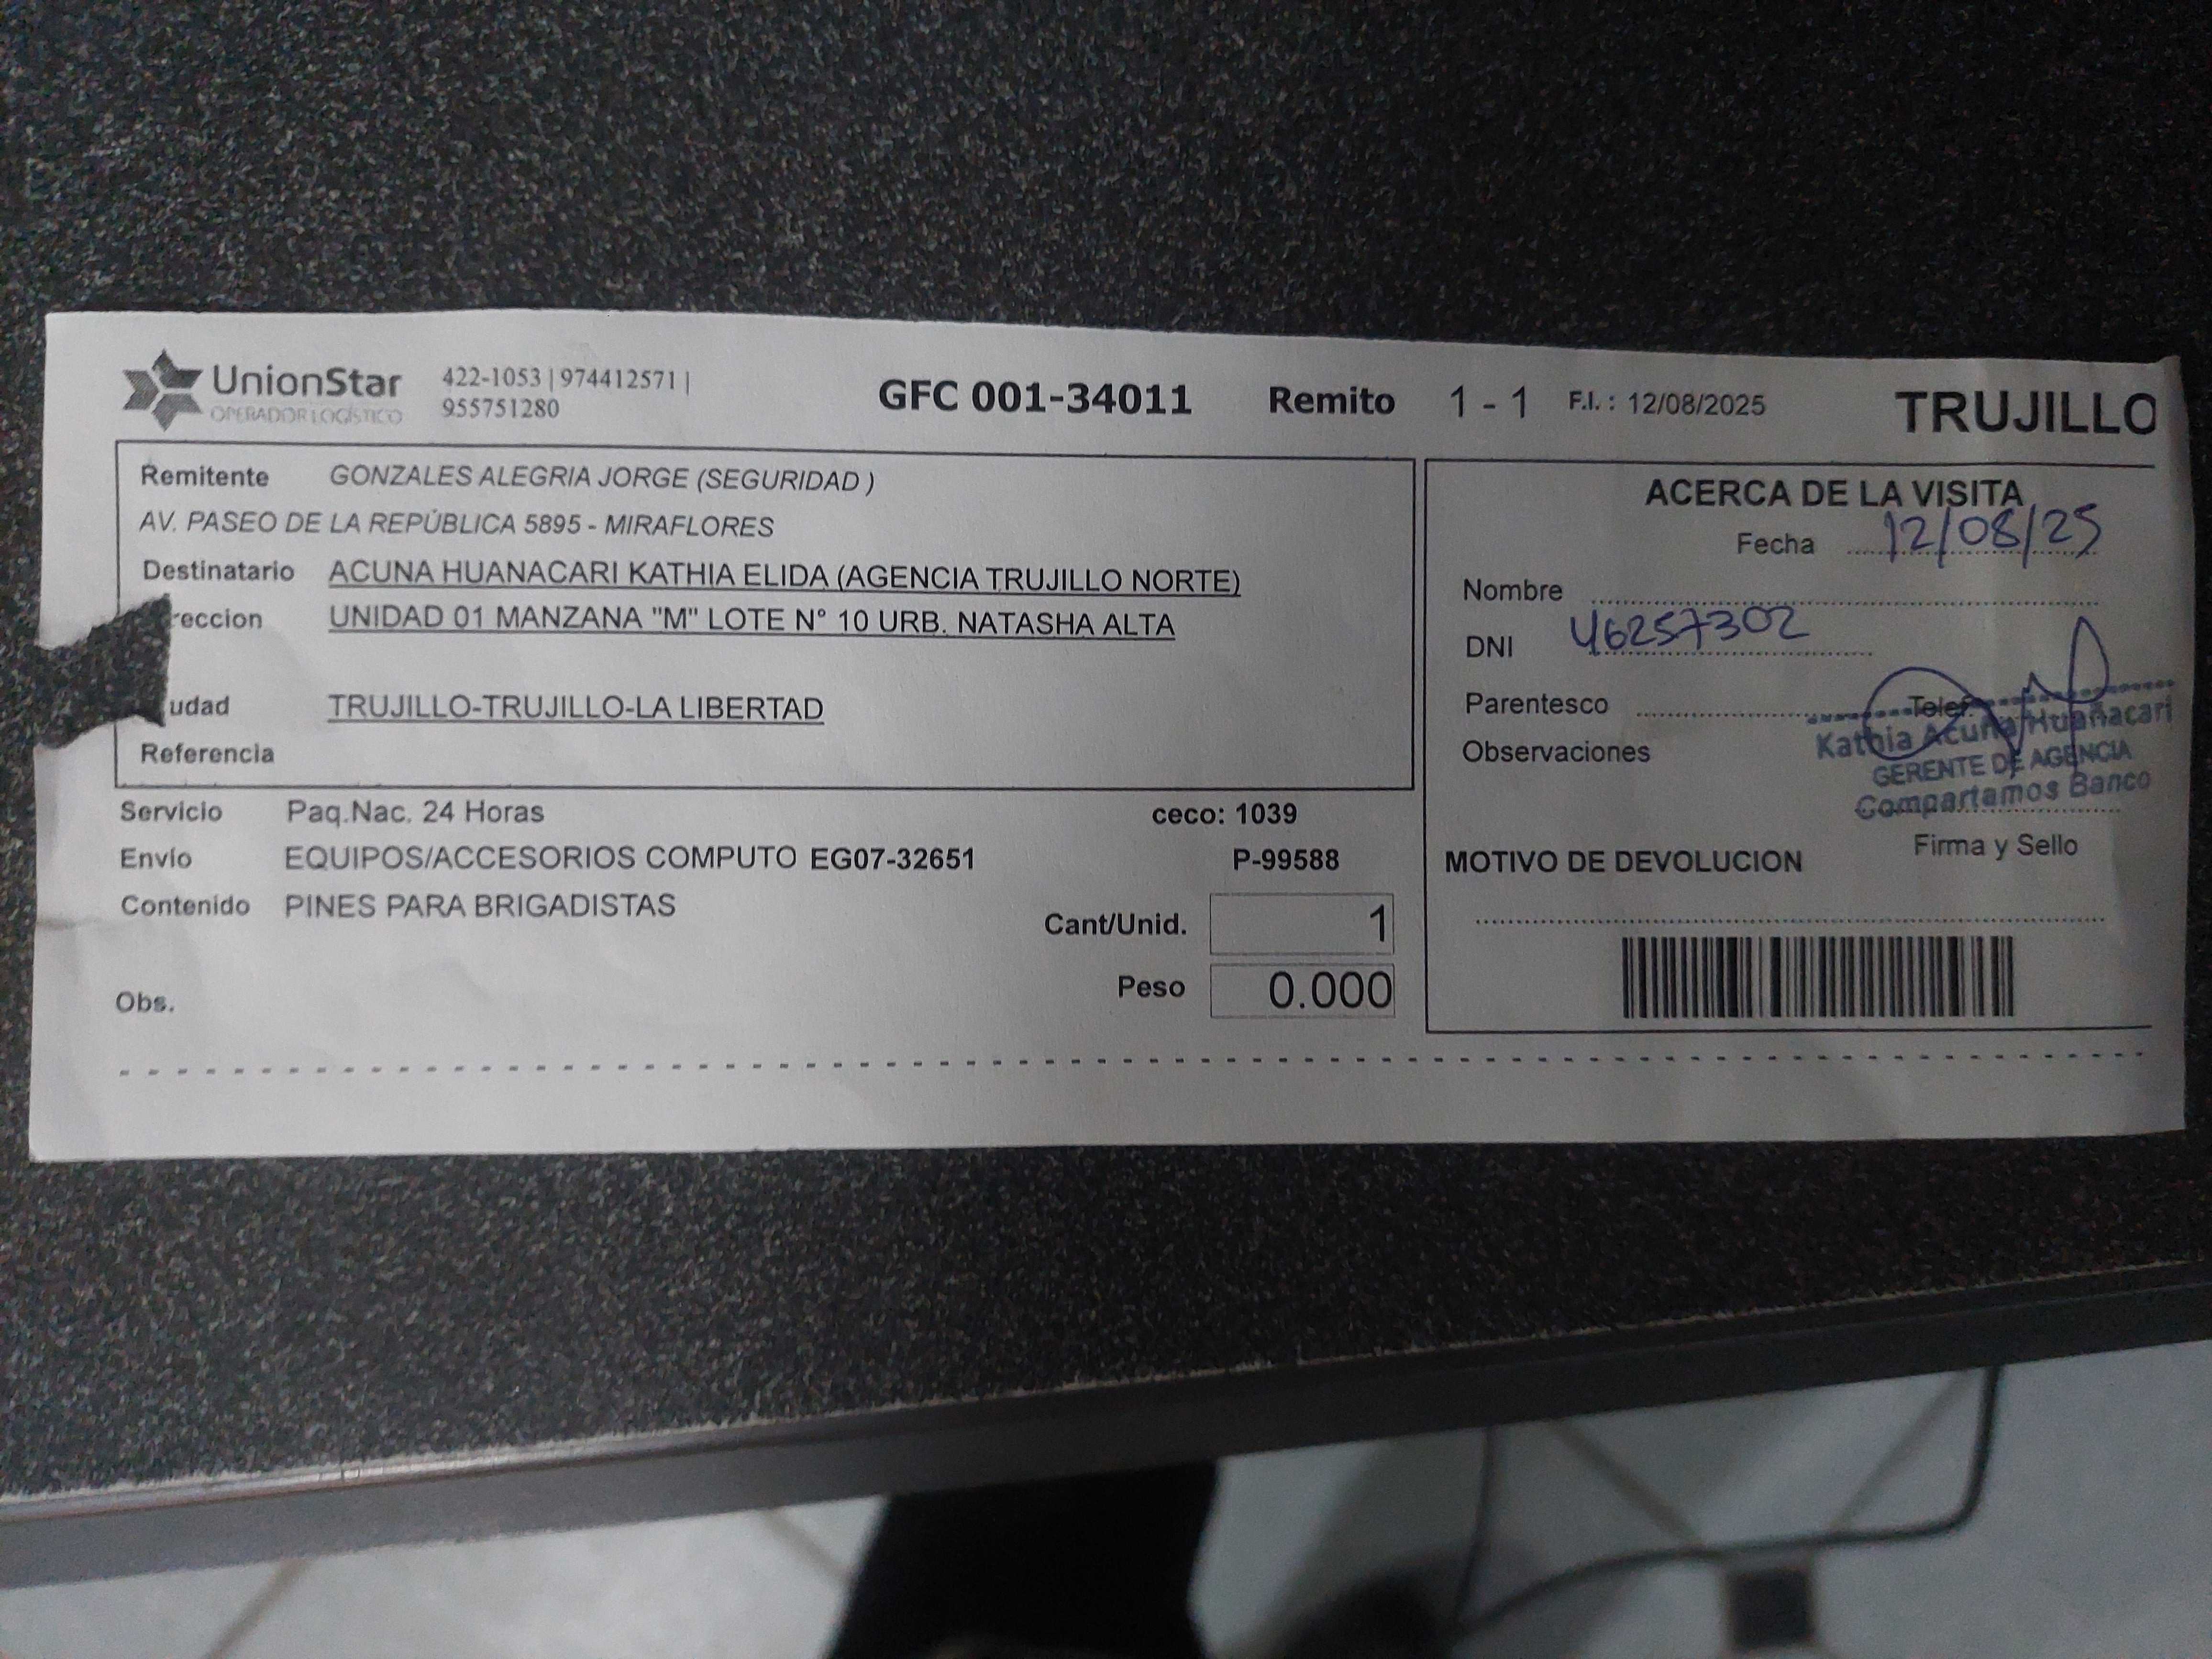 UnionStar
OPERADOR LOGÍSTICO
422-1053 | 974412571 |
955751280
GFC 001-34011 Remito 1 - 1 F.I. : 12/08/2025 TRUJILLO
Remitente GONZALES ALEGRIA JORGE (SEGURIDAD )
AV. PASEO DE LA REPÚBLICA 5895 - MIRAFLORES
Destinatario ACUNA HUANACARI KATHIA ELIDA (AGENCIA TRUJILLO NORTE)
reccion UNIDAD 01 MANZANA "M" LOTE N° 10 URB. NATASHA ALTA
udad TRUJILLO-TRUJILLO-LA LIBERTAD
Referencia
Servicio Paq.Nac. 24 Horas ceco: 1039
Envío EQUIPOS/ACCESORIOS COMPUTO EG07-32651 P-99588
Contenido PINES PARA BRIGADISTAS
Cant/Unid. 1
Peso 0.000
Obs.
ACERCA DE LA VISITA
Fecha 12/08/25
Nombre
DNI 46257302
Parentesco Telef.
Observaciones
Kathia Acuña Huañacari
GERENTE DE AGENCIA
Compartamos Banco
Firma y Sello
MOTIVO DE DEVOLUCION